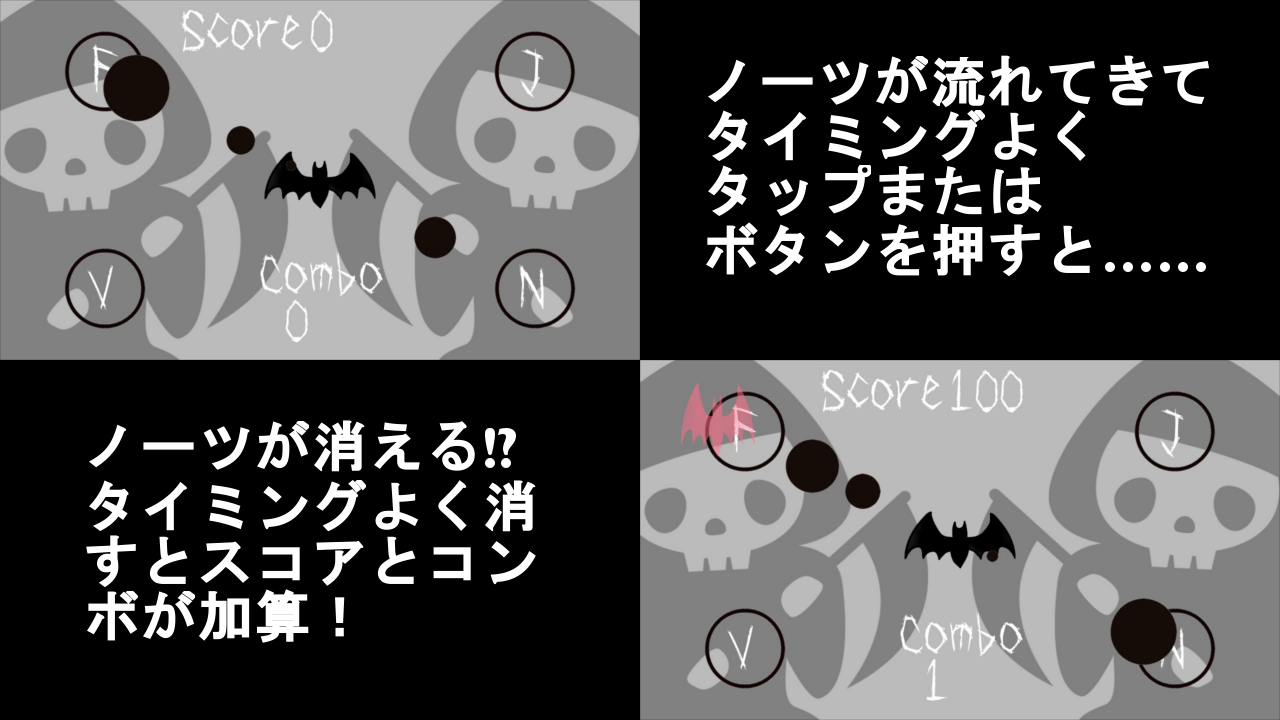 Score0
F
J
V
N
Combo
0
ノーツが流れてきて
タイミングよく
タップまたは
ボタンを押すと……
ノーツが消える⁉
タイミングよく消
すとスコアとコン
ボが加算！
Score100
F
J
V
N
Combo
1